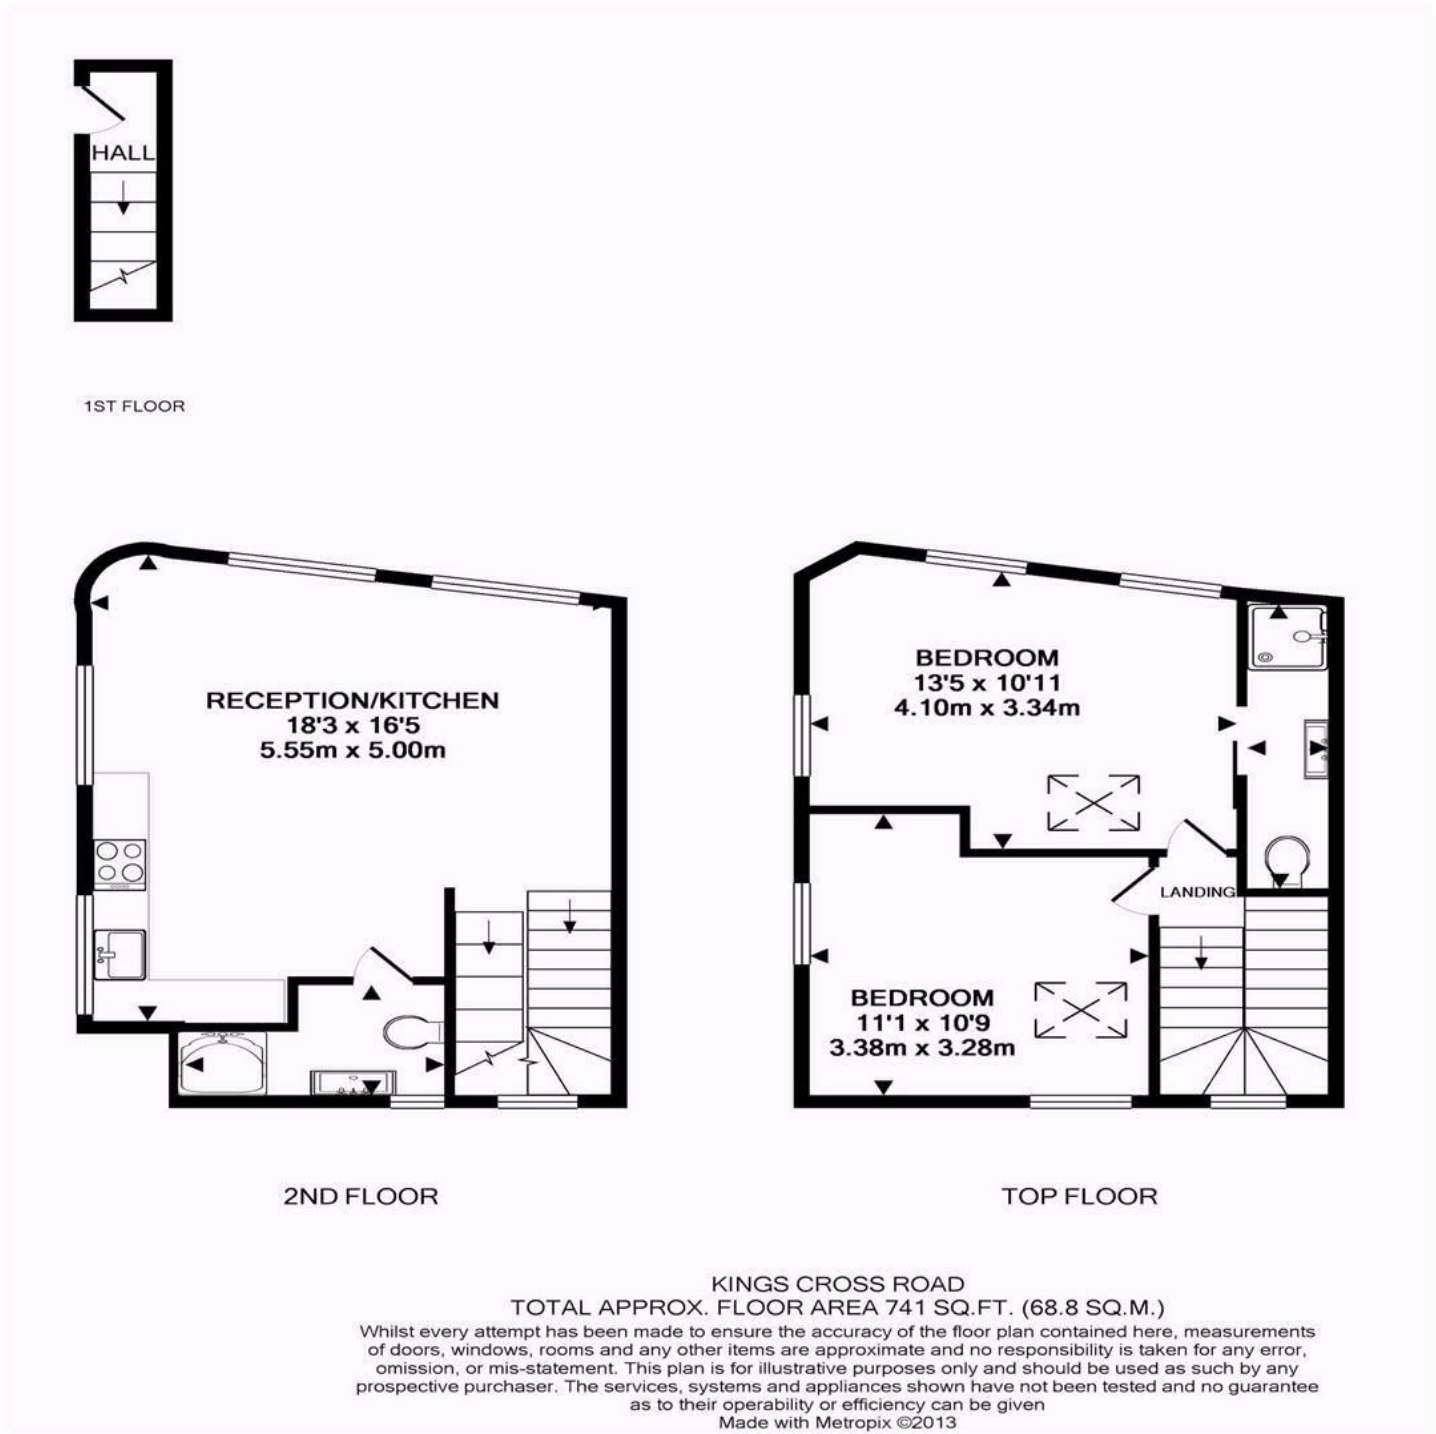 HALL
1ST FLOOR
RECEPTION/KITCHEN
18'3 x 16'5
5.55m x 5.00m
2ND FLOOR
BEDROOM
13'5 x 10'11
4.10m x 3.34m
LANDING
BEDROOM
11'1 x 10'9
3.38m x 3.28m
TOP FLOOR
KINGS CROSS ROAD
TOTAL APPROX. FLOOR AREA 741 SQ.FT. (68.8 SQ.M.)
Whilst every attempt has been made to ensure the accuracy of the floor plan contained here, measurements
of doors, windows, rooms and any other items are approximate and no responsibility is taken for any error,
omission, or mis-statement. This plan is for illustrative purposes only and should be used as such by any
prospective purchaser. The services, systems and appliances shown have not been tested and no guarantee
as to their operability or efficiency can be given
Made with Metropix ©2013